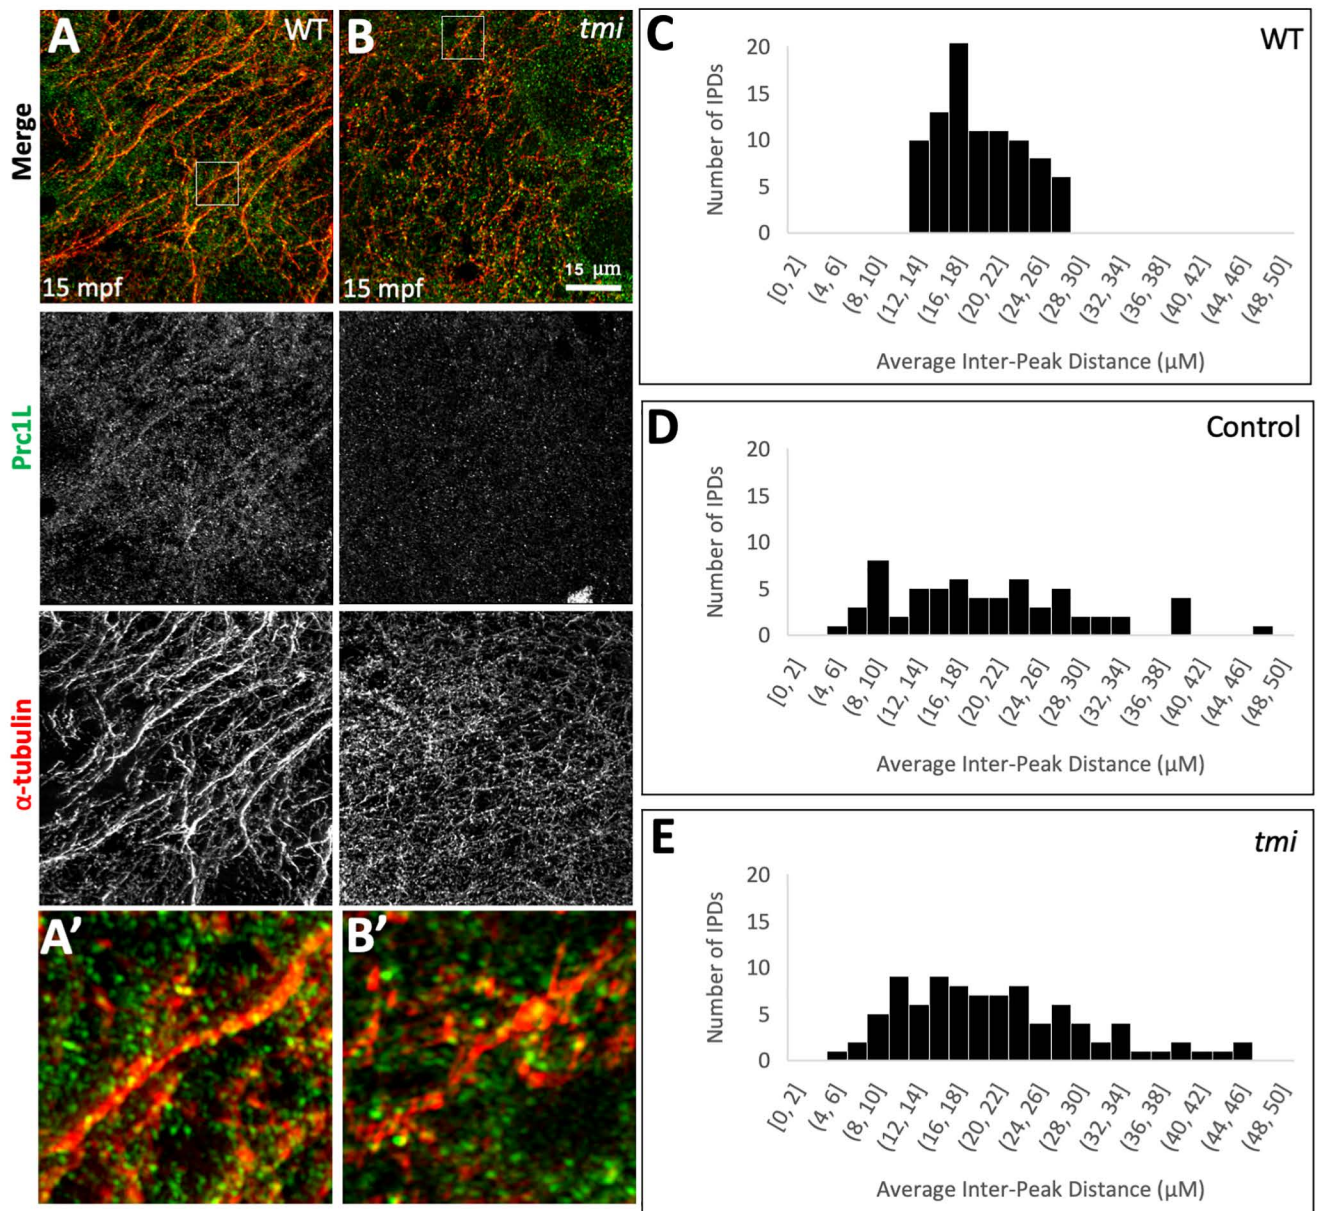 A
WT
B
tmi
Merge
15 mpf
15 mpf
15 µm
Prc1L
α-tubulin
A’
B’
C
WT
Number of IPDs
20
15
10
5
0
[0, 2]
(4, 6]
(8, 10]
(12, 14]
(16, 18]
(20, 22]
(24, 26]
(28, 30]
(32, 34]
(36, 38]
(40, 42]
(44, 46]
(48, 50]
Average Inter-Peak Distance (µM)
D
Control
Number of IPDs
20
15
10
5
0
[0, 2]
(4, 6]
(8, 10]
(12, 14]
(16, 18]
(20, 22]
(24, 26]
(28, 30]
(32, 34]
(36, 38]
(40, 42]
(44, 46]
(48, 50]
Average Inter-Peak Distance (µM)
E
tmi
Number of IPDs
20
15
10
5
0
[0, 2]
(4, 6]
(8, 10]
(12, 14]
(16, 18]
(20, 22]
(24, 26]
(28, 30]
(32, 34]
(36, 38]
(40, 42]
(44, 46]
(48, 50]
Average Inter-Peak Distance (µM)